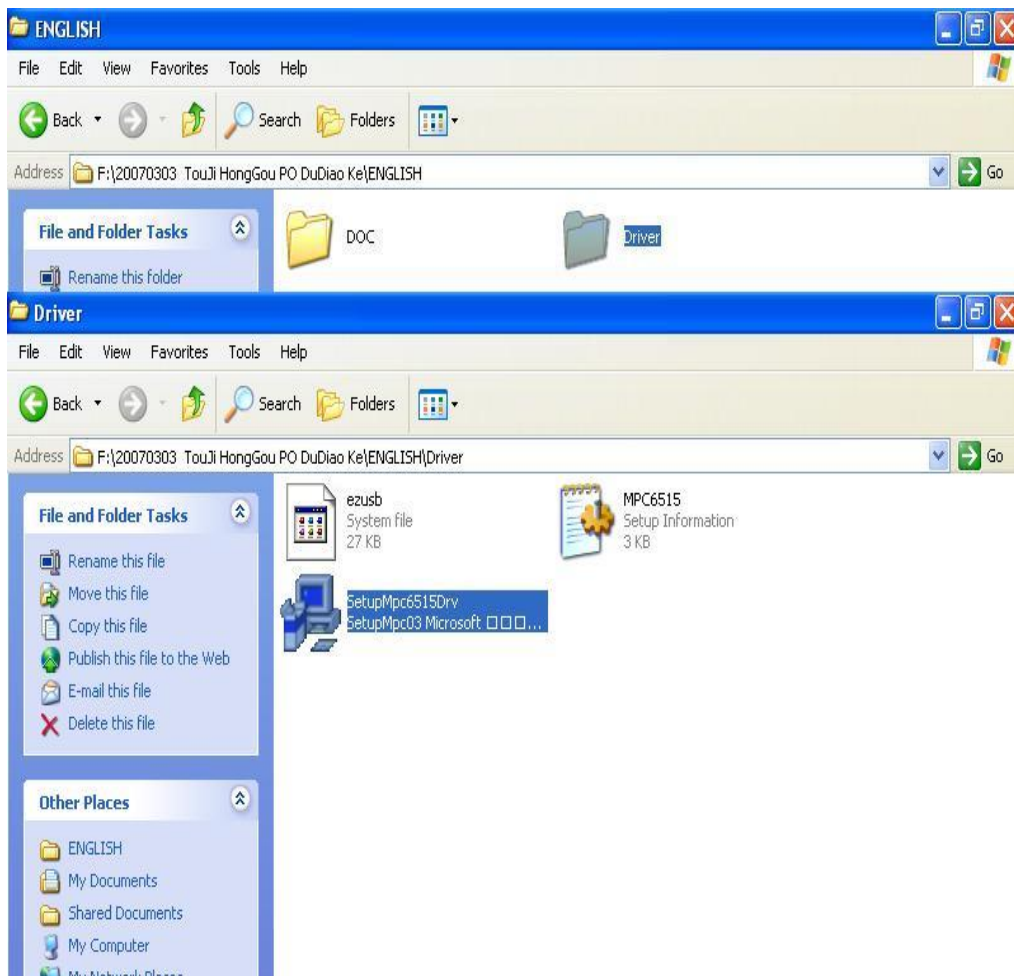 ENGLISH
File Edit View Favorites Tools Help
Back Search Folders
Address F:\20070303 TouJi HongGou PO DuDiao Ke\ENGLISH Go
File and Folder Tasks
Rename this folder
DOC
Driver
Driver
File Edit View Favorites Tools Help
Back Search Folders
Address F:\20070303 TouJi HongGou PO DuDiao Ke\ENGLISH\Driver Go
File and Folder Tasks
Rename this file
Move this file
Copy this file
Publish this file to the Web
E-mail this file
Delete this file
Other Places
ENGLISH
My Documents
Shared Documents
My Computer
My Network Places
ezusb
System file
27 KB
MPC6515
Setup Information
3 KB
SetupMpc6515Drv
SetupMpc03 Microsoft □□□...